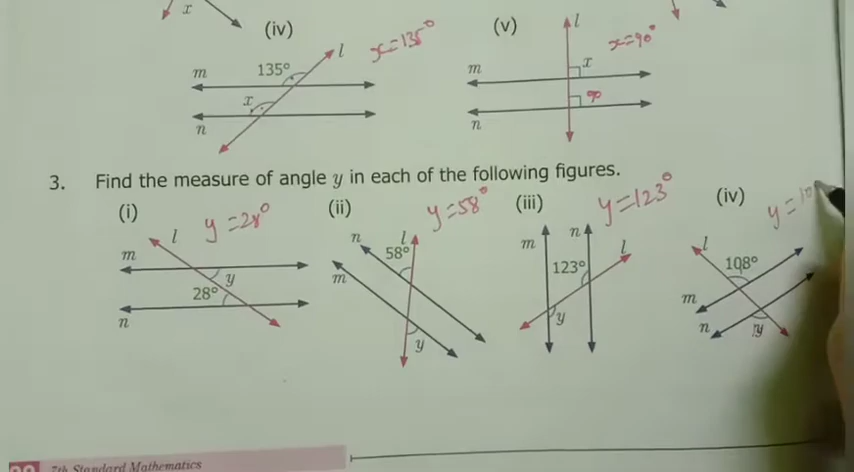 x
(iv)
(v)
l
x=135°
l
x=90°
m
135°
m
x
x
n
n
90
3. Find the measure of angle y in each of the following figures.
(i)
y=28°
(ii)
y=58°
(iii)
y=123°
(iv)
l
m
y
28°
n
n
l
58°
m
y
m
n
l
123°
y
l
108°
m
n
y
7th Standard Mathematics